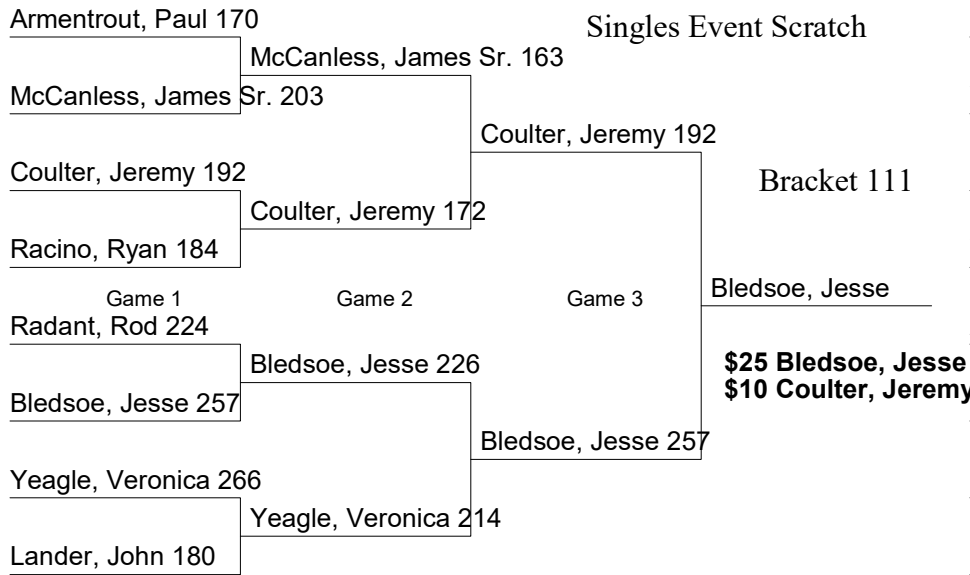 Armentrout, Paul 170
Singles Event Scratch
McCanless, James Sr. 163
McCanless, James Sr. 203
Coulter, Jeremy 192
Coulter, Jeremy 192
Bracket 111
Coulter, Jeremy 172
Racino, Ryan 184
Game 1
Game 2
Game 3
Bledsoe, Jesse
Radant, Rod 224
Bledsoe, Jesse 226
$25 Bledsoe, Jesse
$10 Coulter, Jeremy
Bledsoe, Jesse 257
Bledsoe, Jesse 257
Yeagle, Veronica 266
Yeagle, Veronica 214
Lander, John 180